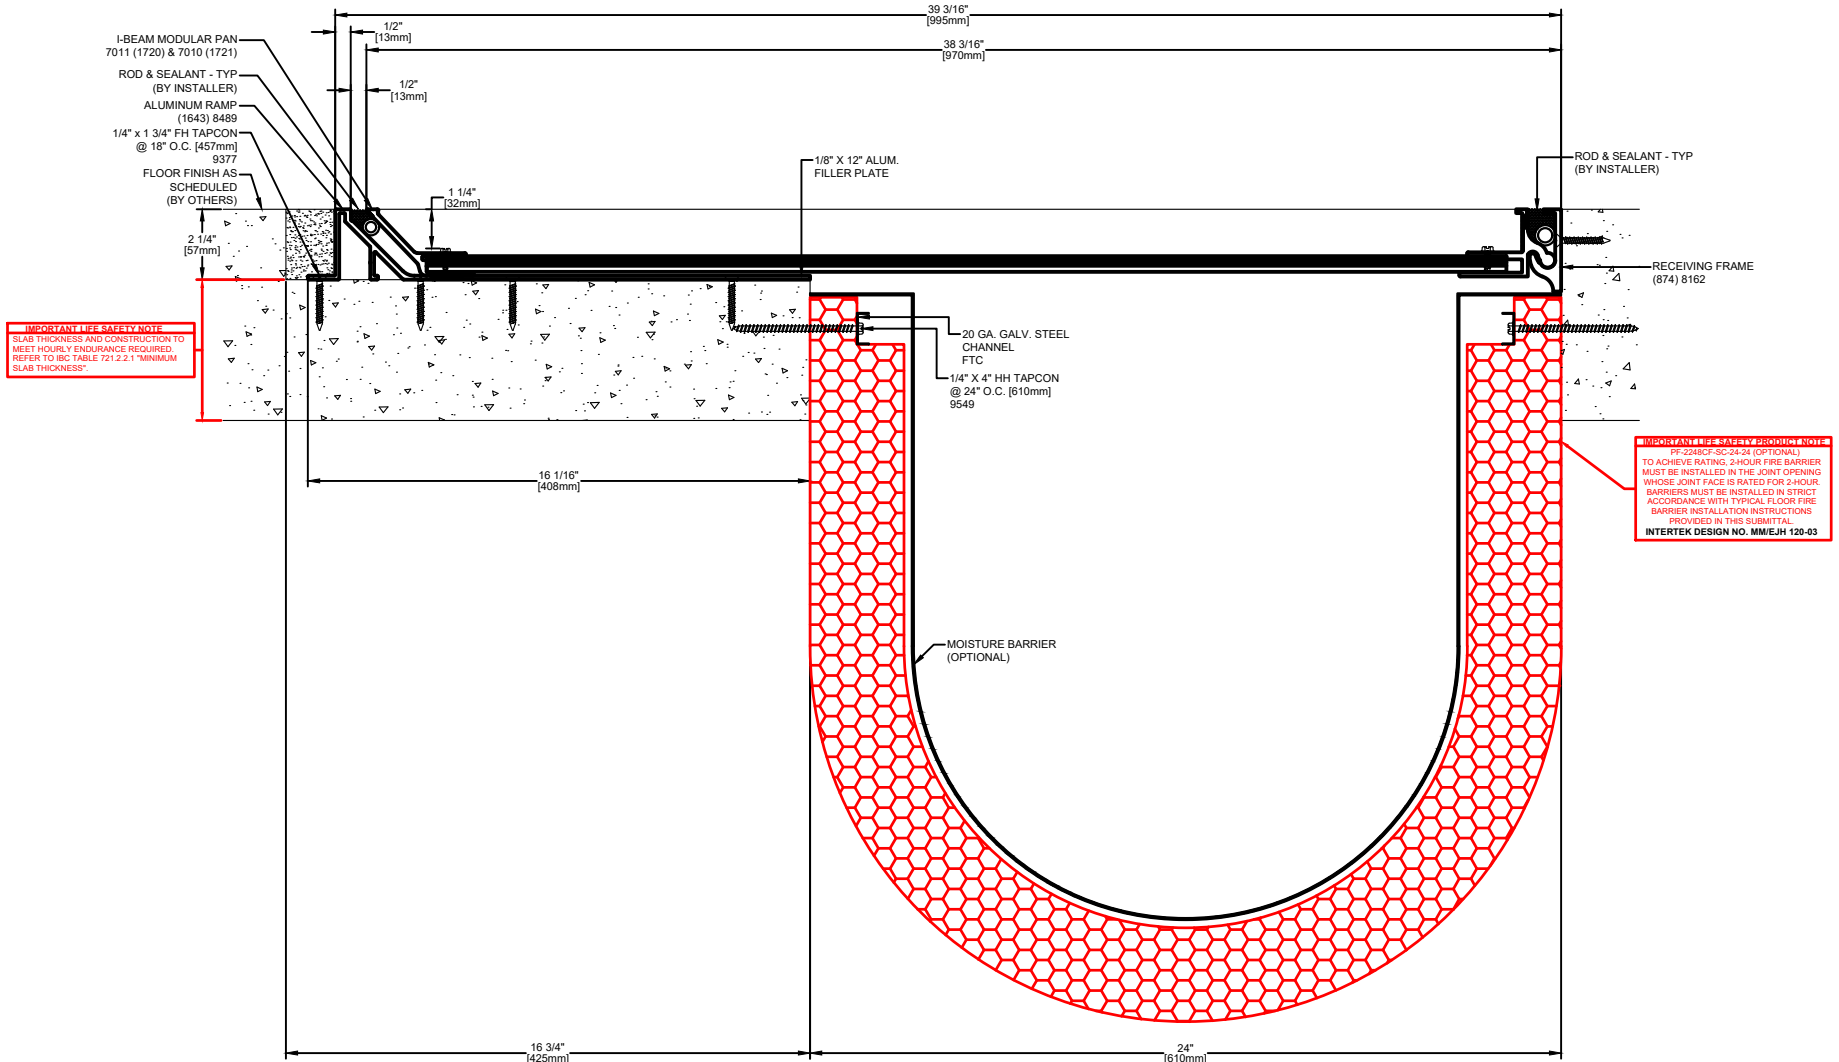 39 3/16"
[995mm]
1/2"
[13mm]
38 3/16"
[970mm]
I-BEAM MODULAR PAN
7011 (1720) & 7010 (1721)
ROD & SEALANT - TYP
(BY INSTALLER)
1/2"
[13mm]
ALUMINUM RAMP
(1643) 8489
1/4" x 1 3/4" FH TAPCON
@ 18" O.C. [457mm]
9377
FLOOR FINISH AS
SCHEDULED
(BY OTHERS)
1/8" X 12" ALUM.
FILLER PLATE
ROD & SEALANT - TYP
(BY INSTALLER)
1 1/4"
[32mm]
2 1/4"
[57mm]
RECEIVING FRAME
(874) 8162
IMPORTANT LIFE SAFETY NOTE
SLAB THICKNESS AND CONSTRUCTION TO
MEET HOURLY ENDURANCE REQUIRED.
REFER TO IBC TABLE 721.2.2.1 "MINIMUM
SLAB THICKNESS".
20 GA. GALV. STEEL
CHANNEL
FTC
1/4" X 4" HH TAPCON
@ 24" O.C. [610mm]
9549
IMPORTANT LIFE SAFETY PRODUCT NOTE
PF-2248CF-SC-24-24 (OPTIONAL)
TO ACHIEVE RATING, 2-HOUR FIRE BARRIER
MUST BE INSTALLED IN THE JOINT OPENING
WHOSE JOINT FACE IS RATED FOR 2-HOUR.
BARRIERS MUST BE INSTALLED IN STRICT
ACCORDANCE WITH TYPICAL FLOOR FIRE
BARRIER INSTALLATION INSTRUCTIONS
PROVIDED IN THIS SUBMITTAL.
INTERTEK DESIGN NO. MM/EJH 120-03
16 1/16"
[408mm]
MOISTURE BARRIER
(OPTIONAL)
16 3/4"
[425mm]
24"
[610mm]